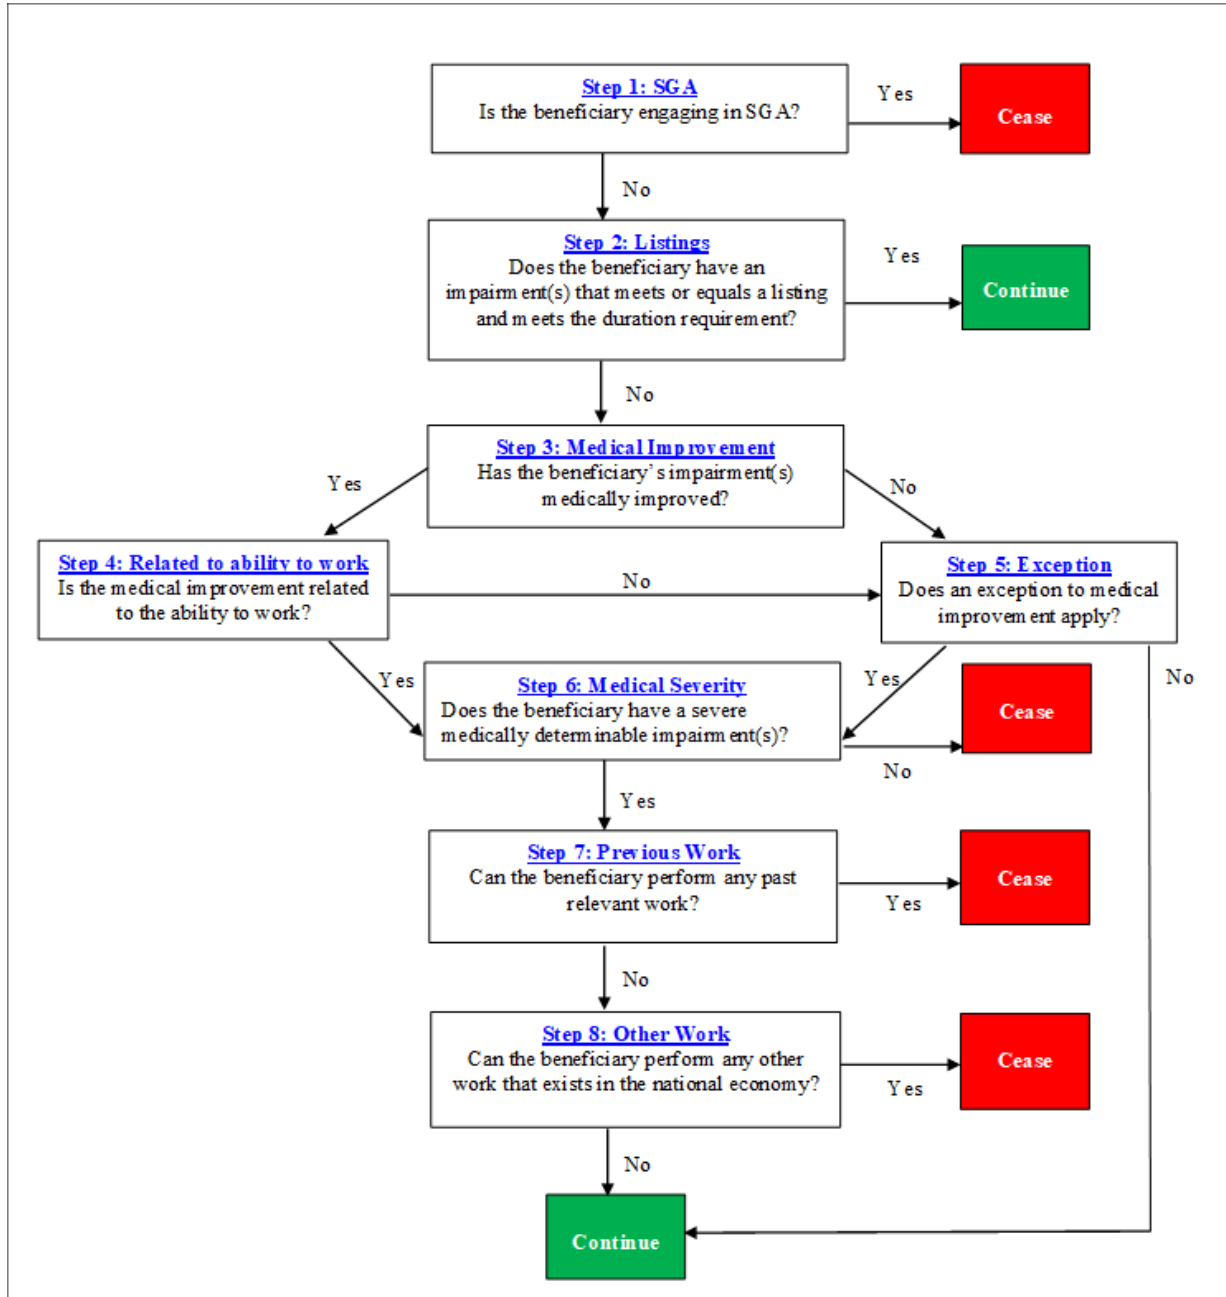 Step 1: SGA
Is the beneficiary engaging in SGA?
Yes
Cease
No
Step 2: Listings
Does the beneficiary have an
impairment(s) that meets or equals a listing
and meets the duration requirement?
Yes
Continue
No
Step 3: Medical Improvement
Has the beneficiary's impairment(s)
medically improved?
Yes
No
Step 4: Related to ability to work
Is the medical improvement related
to the ability to work?
No
Step 5: Exception
Does an exception to medical
improvement apply?
Yes
Yes
No
Step 6: Medical Severity
Does the beneficiary have a severe
medically determinable impairment(s)?
Cease
No
Yes
Step 7: Previous Work
Can the beneficiary perform any past
relevant work?
Yes
Cease
No
Step 8: Other Work
Can the beneficiary perform any other
work that exists in the national economy?
Yes
Cease
No
Continue